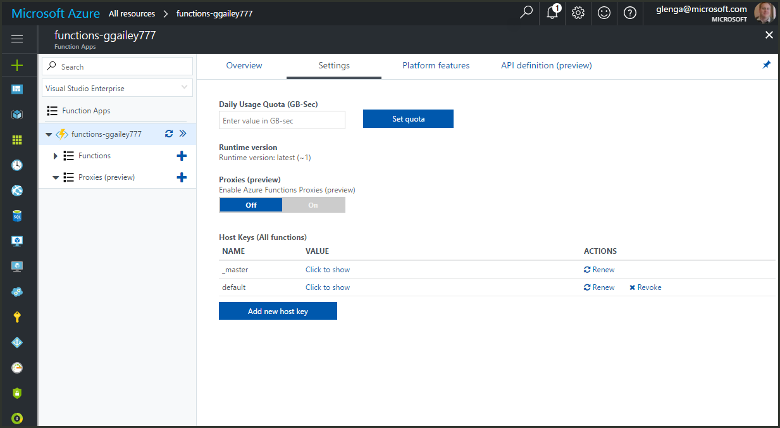 Microsoft Azure All resources > functions-ggailey777
1
glenga@microsoft.com
MICROSOFT
functions-ggailey777
Function Apps
Search
Visual Studio Enterprise
Function Apps
functions-ggailey777
Functions
Proxies (preview)
Overview Settings Platform features API definition (preview)
Daily Usage Quota (GB-Sec)
Enter value in GB-sec Set quota
Runtime version
Runtime version: latest (~1)
Proxies (preview)
Enable Azure Functions Proxies (preview)
Off On
Host Keys (All functions)
NAME VALUE ACTIONS
_master Click to show Renew
default Click to show Renew Revoke
Add new host key